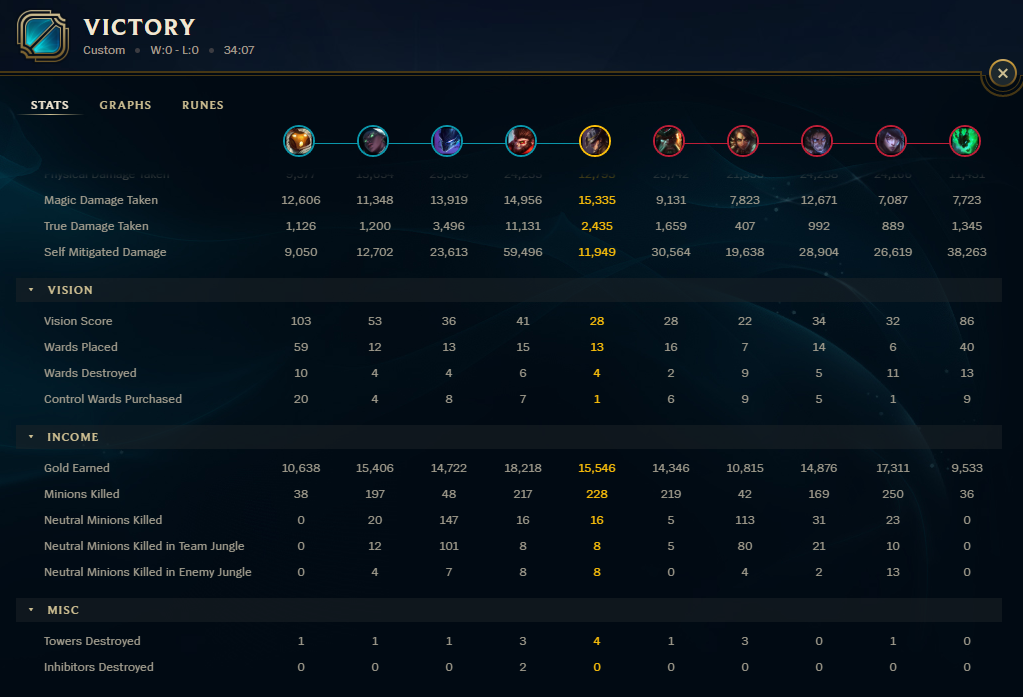 VICTORY
Custom • W:0 - L:0 • 34:07
STATS GRAPHS RUNES
Physical Damage Taken
Magic Damage Taken 12,606 11,348 13,919 14,956 15,335 9,131 7,823 12,671 7,087 7,723
True Damage Taken 1,126 1,200 3,496 11,131 2,435 1,659 407 992 889 1,345
Self Mitigated Damage 9,050 12,702 23,613 59,496 11,949 30,564 19,638 28,904 26,619 38,263
VISION
Vision Score 103 53 36 41 28 28 22 34 32 86
Wards Placed 59 12 13 15 13 16 7 14 6 40
Wards Destroyed 10 4 4 6 4 2 9 5 11 13
Control Wards Purchased 20 4 8 7 1 6 9 5 1 9
INCOME
Gold Earned 10,638 15,406 14,722 18,218 15,546 14,346 10,815 14,876 17,311 9,533
Minions Killed 38 197 48 217 228 219 42 169 250 36
Neutral Minions Killed 0 20 147 16 16 5 113 31 23 0
Neutral Minions Killed in Team Jungle 0 12 101 8 8 5 80 21 10 0
Neutral Minions Killed in Enemy Jungle 0 4 7 8 8 0 4 2 13 0
MISC
Towers Destroyed 1 1 1 3 4 1 3 0 1 0
Inhibitors Destroyed 0 0 0 2 0 0 0 0 0 0